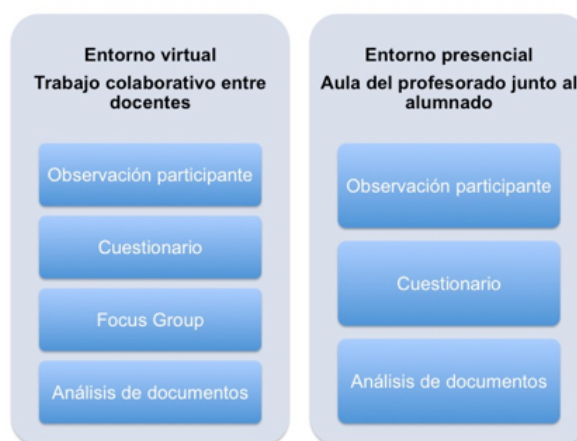 Entorno virtual
Trabajo colaborativo entre
docentes
Observación participante
Cuestionario
Focus Group
Análisis de documentos
Entorno presencial
Aula del profesorado junto al
alumnado
Observación participante
Cuestionario
Análisis de documentos